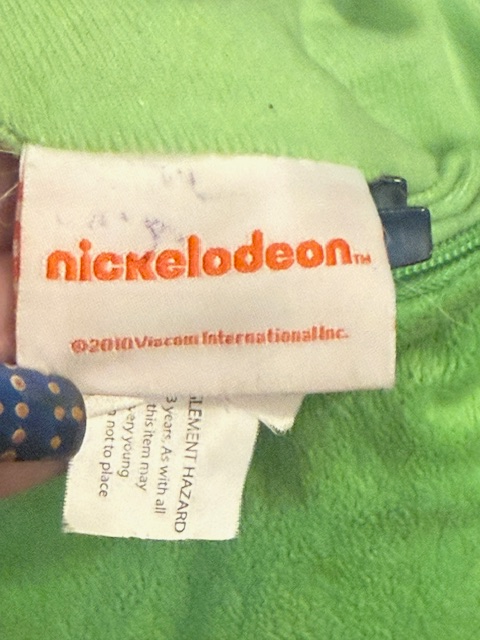 nickelodeon™
©2010 Viacom International Inc.
LEMENT HAZARD
3 years. As with all
this item may
very young
not to place